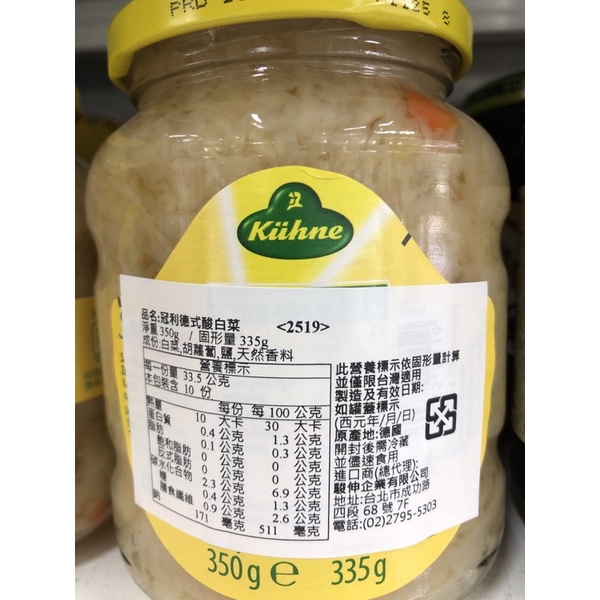 Kühne
品名:冠利德式酸白菜 <2519>
淨重 350g / 固形量 335g
成份:白菜,胡蘿蔔,鹽,天然香料
營養標示
每一份量 33.5 公克
本包裝含 10 份
每份 每 100 公克
熱量 10 大卡 30 大卡
蛋白質 0.4 公克 1.3 公克
脂肪 0.1 公克 0.3 公克
飽和脂肪 0 公克 0 公克
反式脂肪 0 公克 0 公克
碳水化合物 2.3 公克 6.9 公克
糖 0.4 公克 1.3 公克
膳食纖維 0.9 公克 2.6 公克
鈉 171 毫克 511 毫克
此營養標示依固形量計算
並僅限台灣適用
製造及有效日期:
如罐蓋標示
(西元年/月/日)
原產地:德國
開封後需冷藏
並儘速食用
進口商(總代理):
駿伸企業有限公司
地址:台北市成功路
四段 68 號 7F
電話:(02)2795-5303
350 g e 335 g